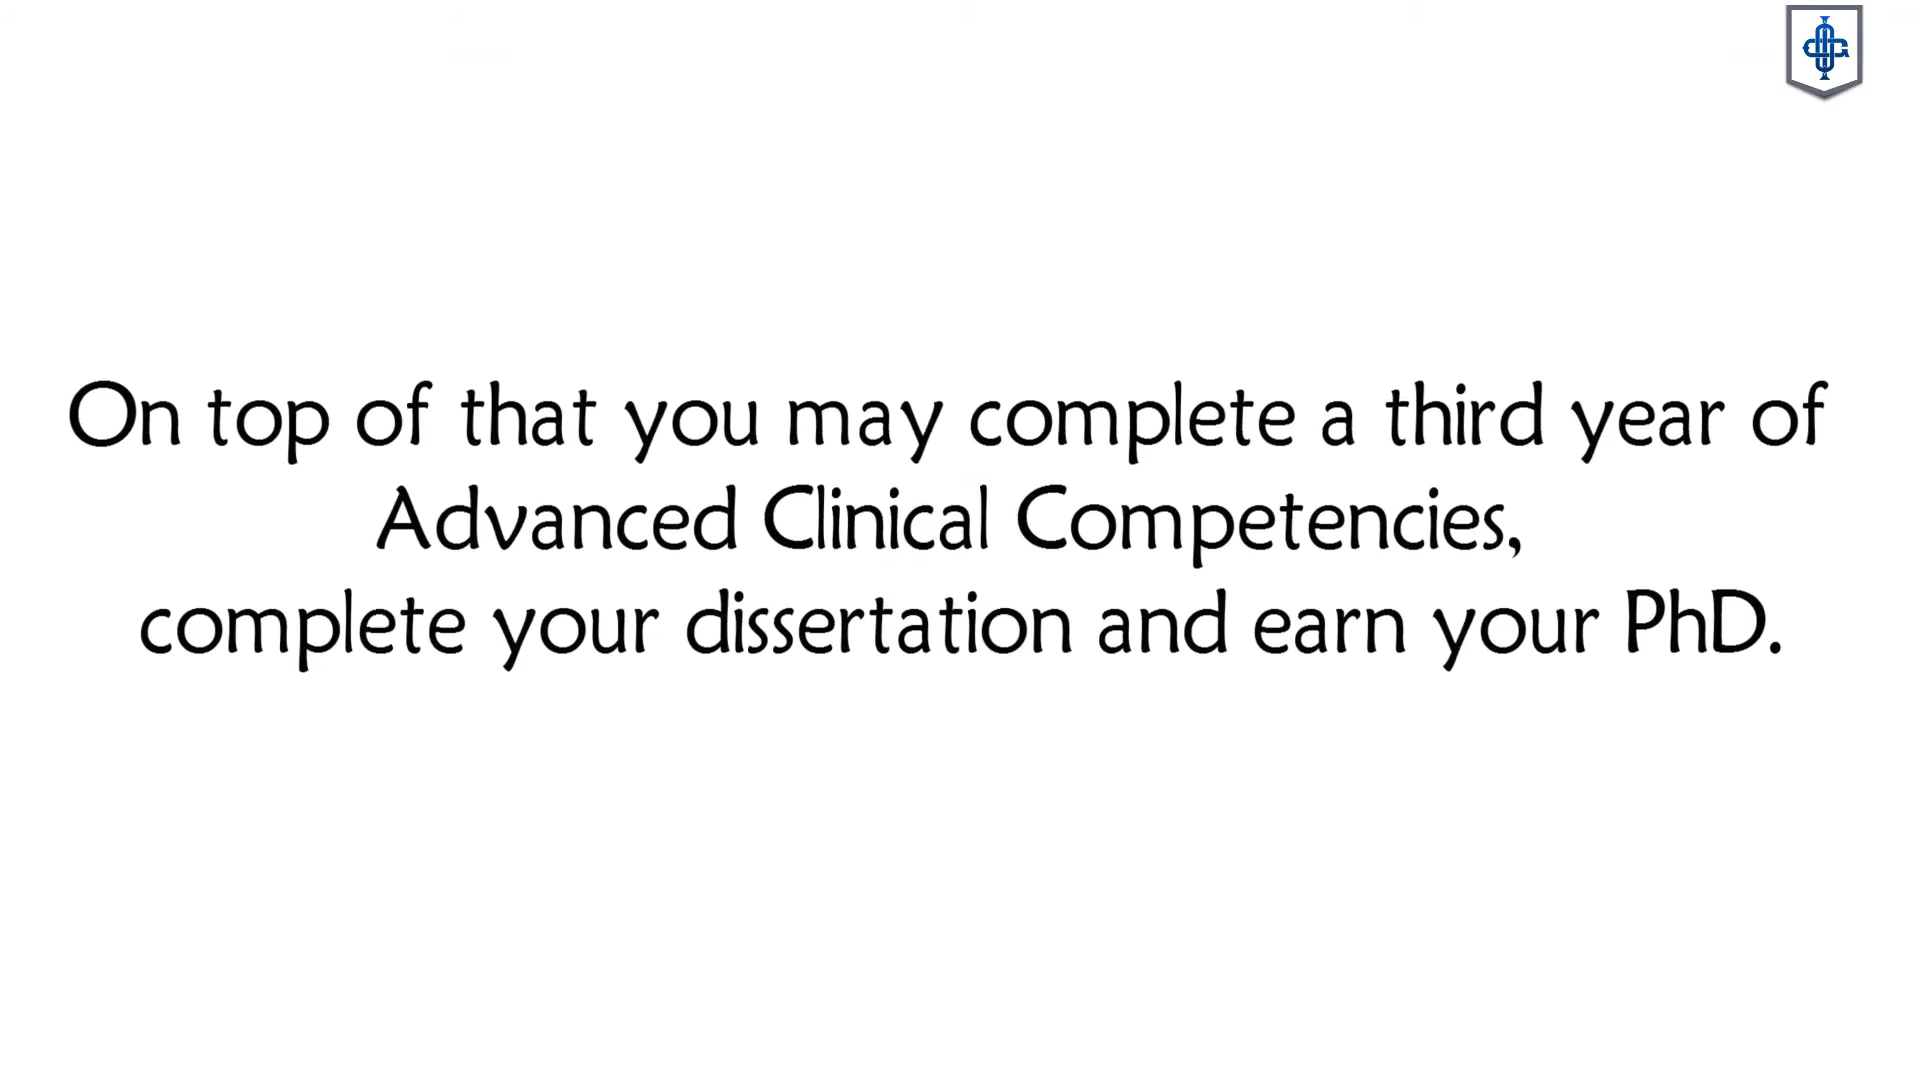 On top of that you may complete a third year of
Advanced Clinical Competencies,
complete your dissertation and earn your PhD.